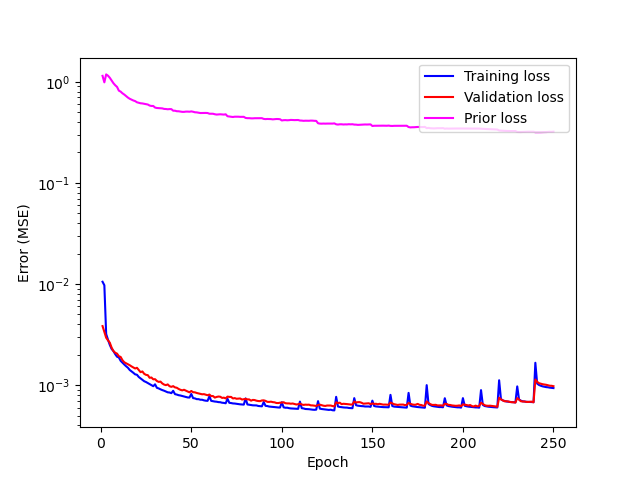 Training loss
Validation loss
Prior loss
10⁰
10⁻¹
10⁻²
10⁻³
Error (MSE)
0 50 100 150 200 250
Epoch